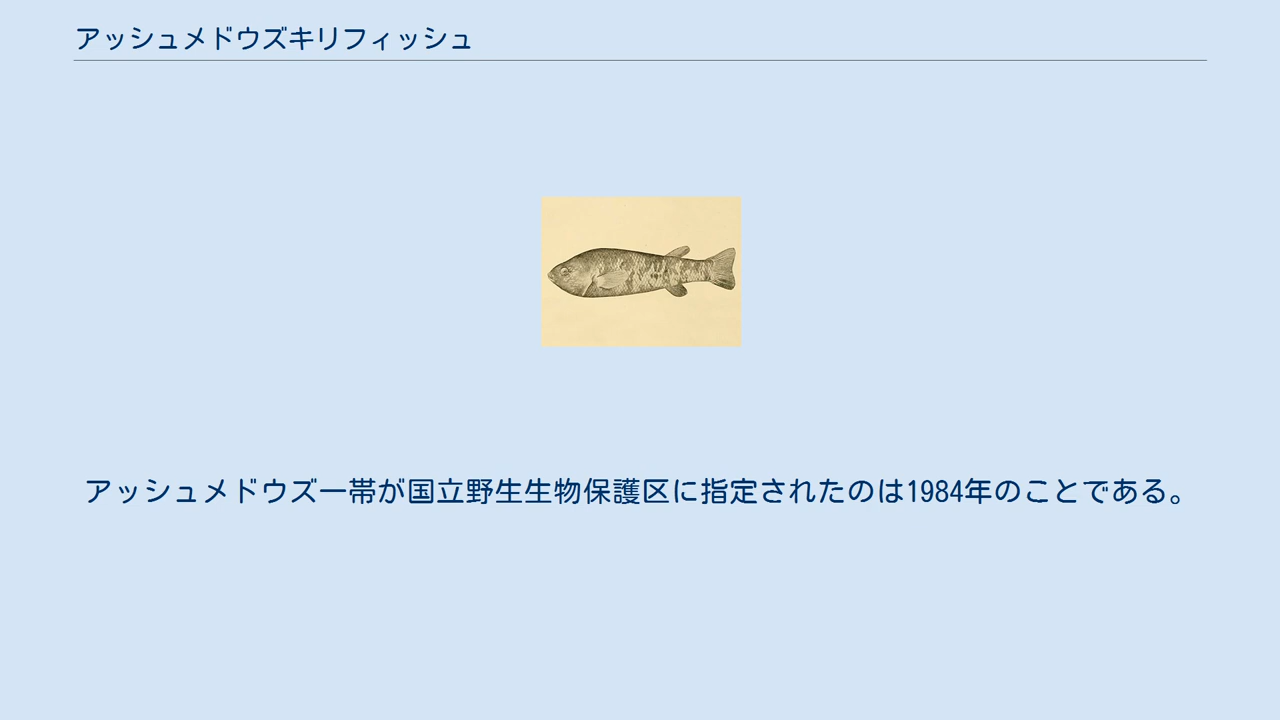 アッシュメドウズキリフィッシュ
アッシュメドウズ一帯が国立野生生物保護区に指定されたのは1984年のことである。